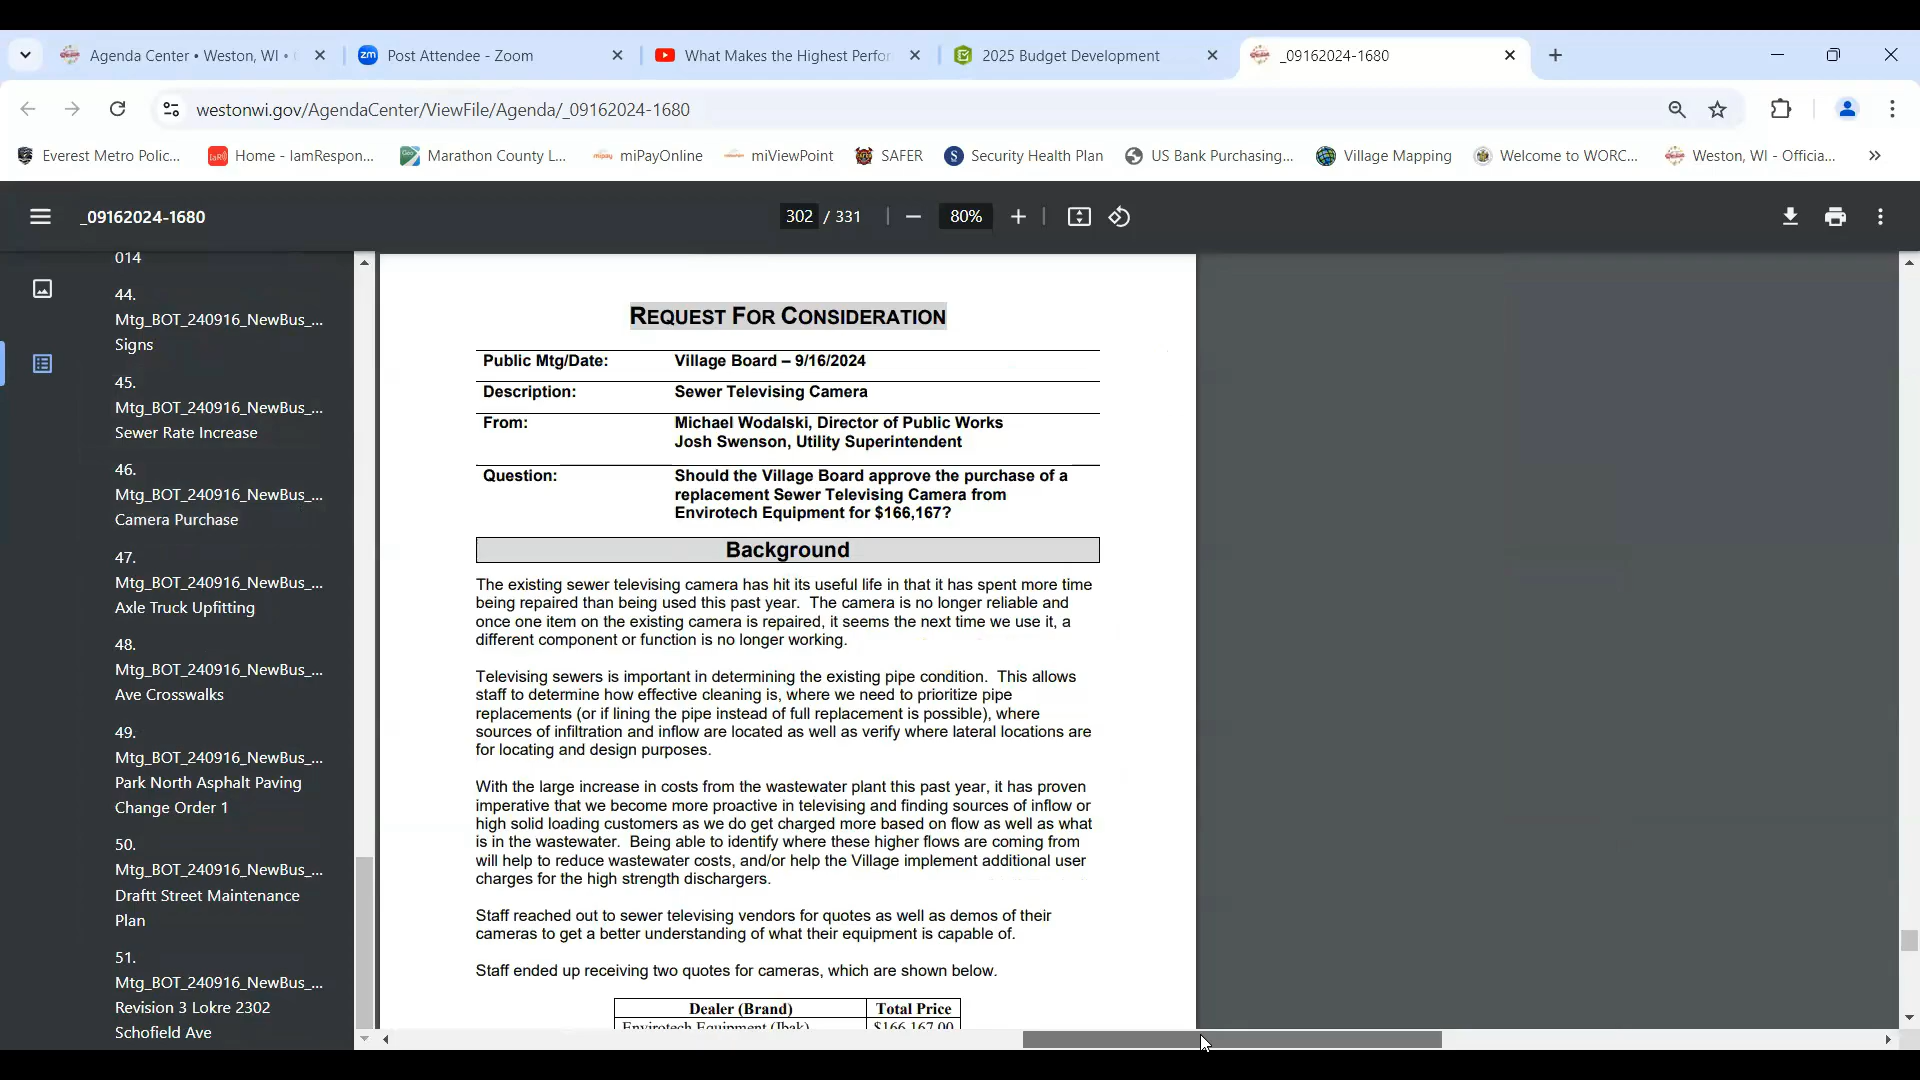 Agenda Center • Weston, WI •
Post Attendee - Zoom
What Makes the Highest Perfor
2025 Budget Development
_09162024-1680
westonwi.gov/AgendaCenter/ViewFile/Agenda/_09162024-1680
Everest Metro Polic...
Home - IamRespon...
Marathon County L...
miPayOnline
miViewPoint
SAFER
Security Health Plan
US Bank Purchasing...
Village Mapping
Welcome to WORC...
Weston, WI - Officia...
_09162024-1680
302 / 331
80%
014
44.
Mtg_BOT_240916_NewBus_...
Signs
45.
Mtg_BOT_240916_NewBus_...
Sewer Rate Increase
46.
Mtg_BOT_240916_NewBus_...
Camera Purchase
47.
Mtg_BOT_240916_NewBus_...
Axle Truck Upfitting
48.
Mtg_BOT_240916_NewBus_...
Ave Crosswalks
49.
Mtg_BOT_240916_NewBus_...
Park North Asphalt Paving
Change Order 1
50.
Mtg_BOT_240916_NewBus_...
Draftt Street Maintenance
Plan
51.
Mtg_BOT_240916_NewBus_...
Revision 3 Lokre 2302
Schofield Ave
REQUEST FOR CONSIDERATION
Public Mtg/Date: Village Board – 9/16/2024
Description: Sewer Televising Camera
From: Michael Wodalski, Director of Public Works
Josh Swenson, Utility Superintendent
Question: Should the Village Board approve the purchase of a
replacement Sewer Televising Camera from
Envirotech Equipment for $166,167?
Background
The existing sewer televising camera has hit its useful life in that it has spent more time
being repaired than being used this past year. The camera is no longer reliable and
once one item on the existing camera is repaired, it seems the next time we use it, a
different component or function is no longer working.
Televising sewers is important in determining the existing pipe condition. This allows
staff to determine how effective cleaning is, where we need to prioritize pipe
replacements (or if lining the pipe instead of full replacement is possible), where
sources of infiltration and inflow are located as well as verify where lateral locations are
for locating and design purposes.
With the large increase in costs from the wastewater plant this past year, it has proven
imperative that we become more proactive in televising and finding sources of inflow or
high solid loading customers as we do get charged more based on flow as well as what
is in the wastewater. Being able to identify where these higher flows are coming from
will help to reduce wastewater costs, and/or help the Village implement additional user
charges for the high strength dischargers.
Staff reached out to sewer televising vendors for quotes as well as demos of their
cameras to get a better understanding of what their equipment is capable of.
Staff ended up receiving two quotes for cameras, which are shown below.
Dealer (Brand) Total Price
Envirotech Equipment (Ibak) $166,167.00